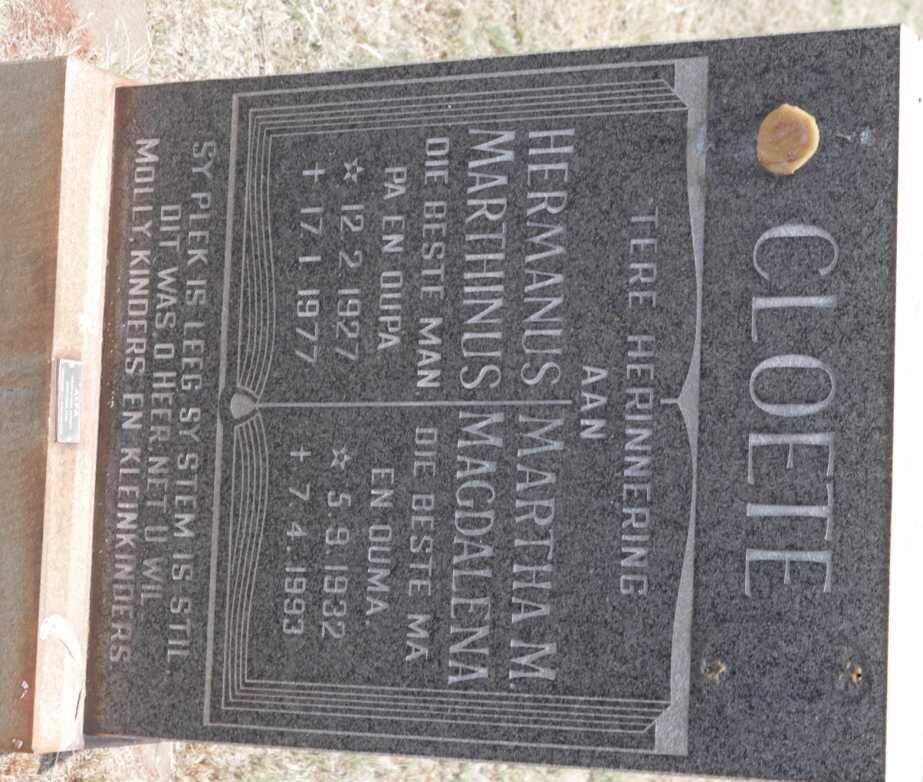 CLOETE
TERE HERINNERING
AAN
HERMANUS
MARTHINUS
DIE BESTE MAN,
PA EN OUPA
☆ 12.2.1927
† 17.1.1977
MARTHA M.
MAGDALENA
DIE BESTE MA
EN OUMA.
☆ 5.9.1932
† 7.4.1993
SY PLEK IS LEEG SY STEM IS STIL
DIT WAS, O HEER NET U WIL
MOLLY, KINDERS EN KLEINKINDERS